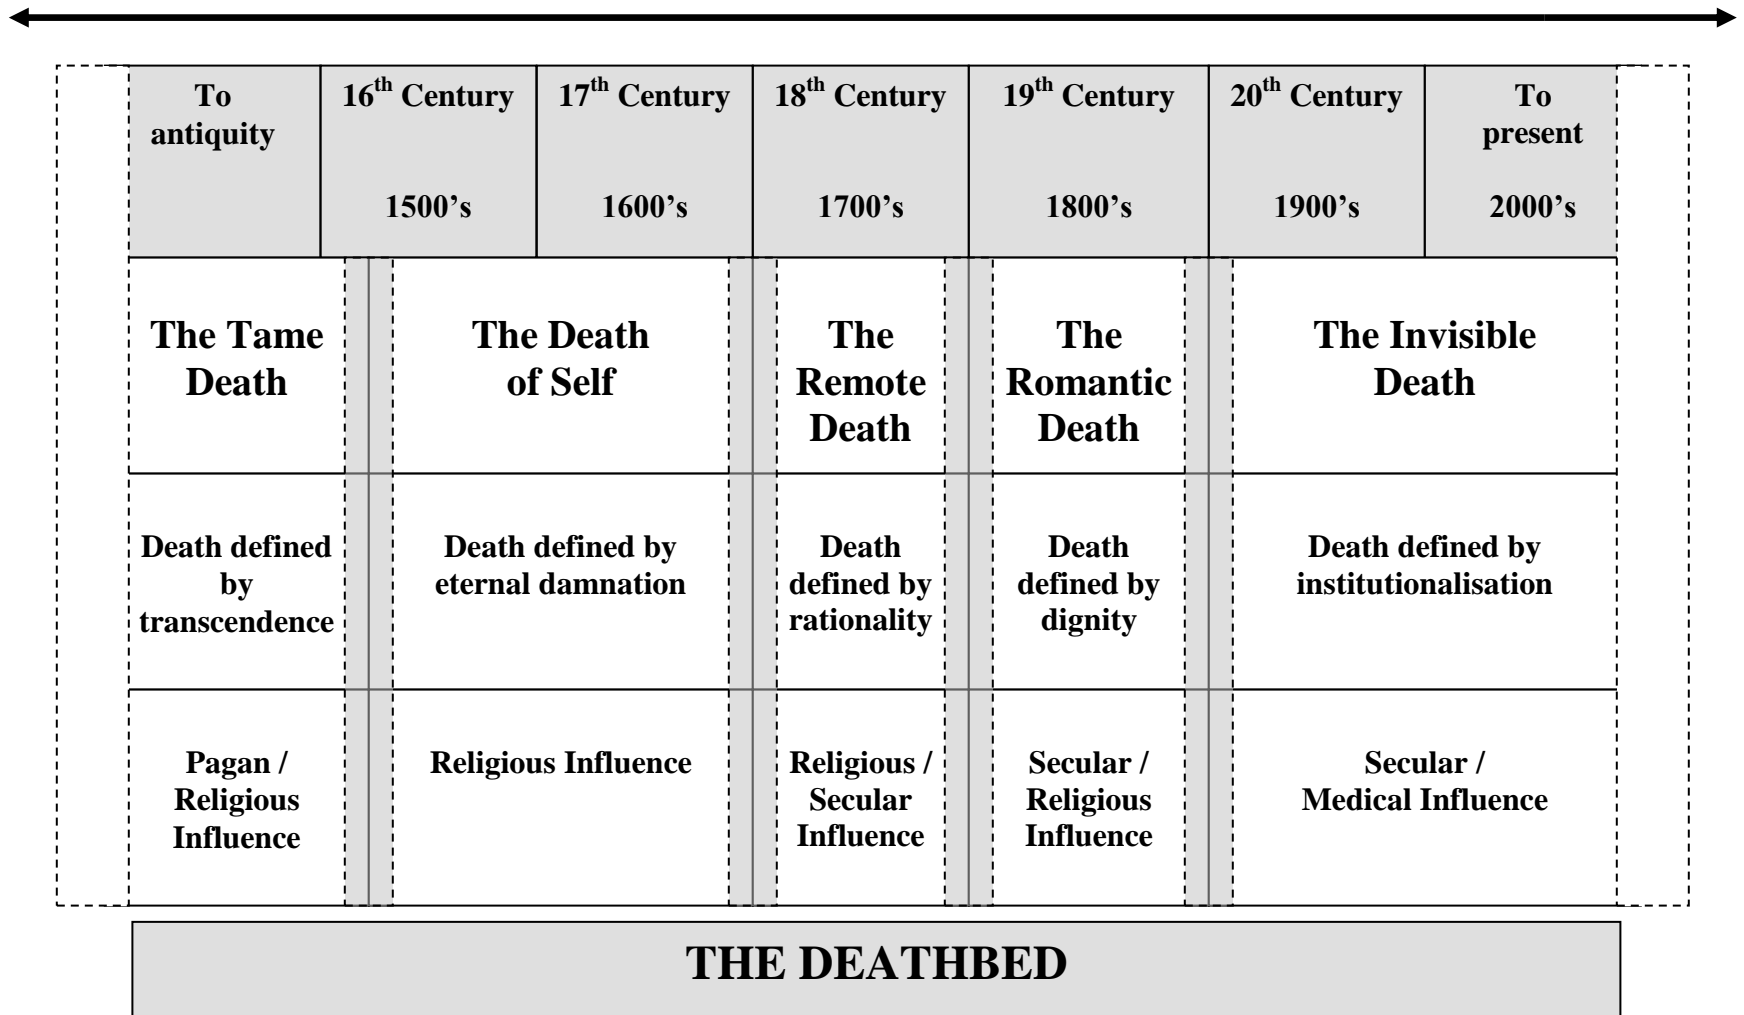 To
antiquity
16th Century
1500's
17th Century
1600's
18th Century
1700's
19th Century
1800's
20th Century
1900's
To
present
2000's
The Tame
Death
The Death
of Self
The
Remote
Death
The
Romantic
Death
The Invisible
Death
Death defined
by
transcendence
Death defined by
eternal damnation
Death
defined by
rationality
Death
defined by
dignity
Death defined by
institutionalisation
Pagan /
Religious
Influence
Religious Influence
Religious /
Secular
Influence
Secular /
Religious
Influence
Secular /
Medical Influence
THE DEATHBED